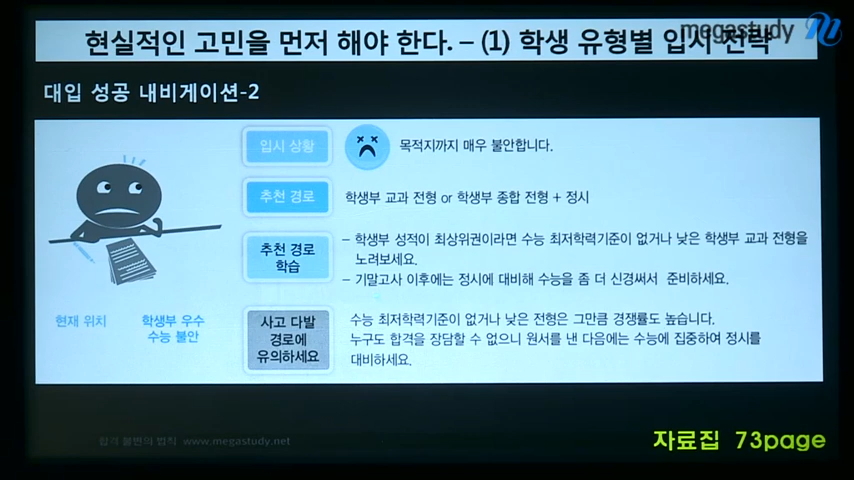 현실적인 고민을 먼저 해야 한다. – (1) 학생 유형별 입시 전략
megastudy
대입 성공 내비게이션-2
입시 상황
목적지까지 매우 불안합니다.
추천 경로
학생부 교과 전형 or 학생부 종합 전형 + 정시
추천 경로
학습
– 학생부 성적이 최상위권이라면 수능 최저학력기준이 없거나 낮은 학생부 교과 전형을
노려보세요.
– 기말고사 이후에는 정시에 대비해 수능을 좀 더 신경써서 준비하세요.
현재 위치
학생부 우수
수능 불안
사고 다발
경로에
유의하세요
수능 최저학력기준이 없거나 낮은 전형은 그만큼 경쟁률도 높습니다.
누구도 합격을 장담할 수 없으니 원서를 낸 다음에는 수능에 집중하여 정시를
대비하세요.
합격 불변의 법칙 www.megastudy.net
자료집 73page